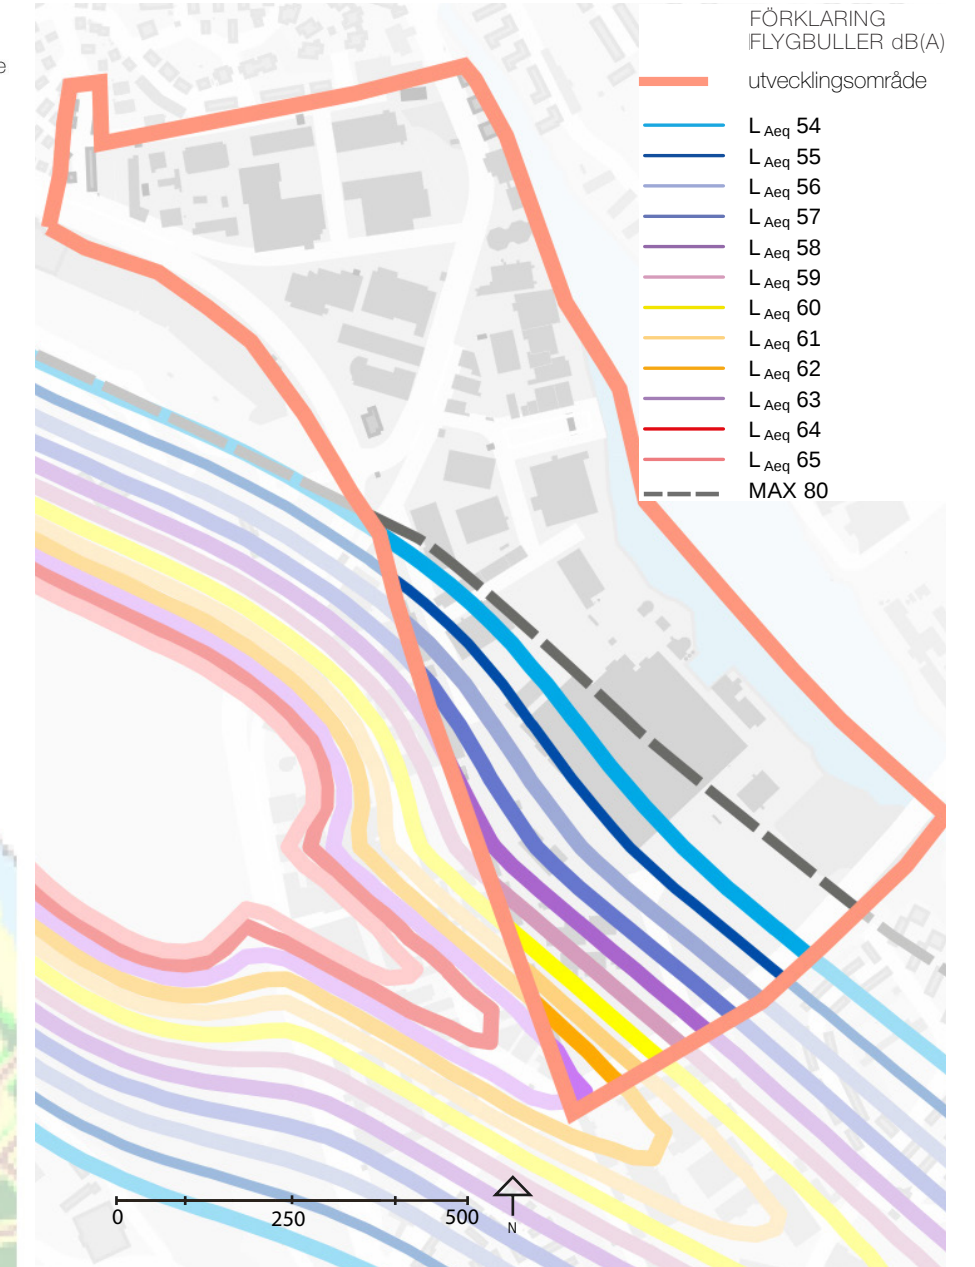 FÖRKLARING
FLYGBULLER dB(A)
e
utvecklingsområde
L Aeq 54
L Aeq 55
L Aeq 56
L Aeq 57
L Aeq 58
L Aeq 59
L Aeq 60
L Aeq 61
L Aeq 62
L Aeq 63
L Aeq 64
L Aeq 65
MAX 80
0 250 500
N